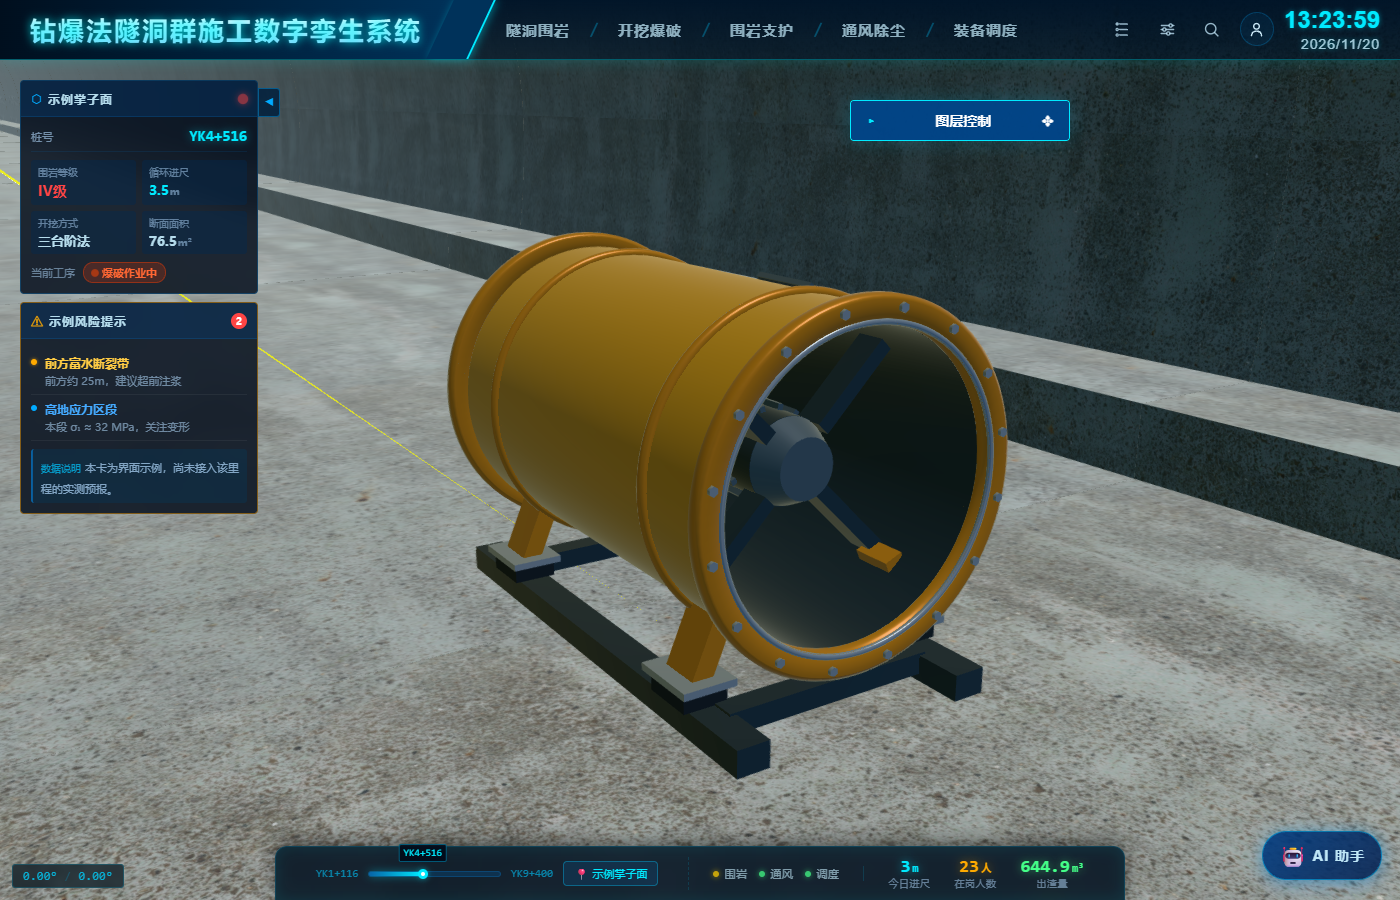 钻爆法隧洞群施工数字孪生系统
隧洞围岩 / 开挖爆破 / 围岩支护 / 通风除尘 / 装备调度
13:23:59
2026/11/20
示例掌子面
桩号 YK4+516
围岩等级 循环进尺
IV级 3.5m
开挖方式 断面面积
三台阶法 76.5m²
当前工序 爆破作业中
示例风险提示 2
前方富水断裂带
前方约 25m，建议超前注浆
高地应力区段
本段 σ₁ ≈ 32 MPa，关注变形
数据说明 本卡为界面示例，尚未接入该里
程的实测预报。
图层控制
0.00° / 0.00°
YK4+516
YK1+116 YK9+400 示例掌子面
围岩 通风 调度
3m 23人 644.9m³
今日进尺 在岗人数 出渣量
AI 助手